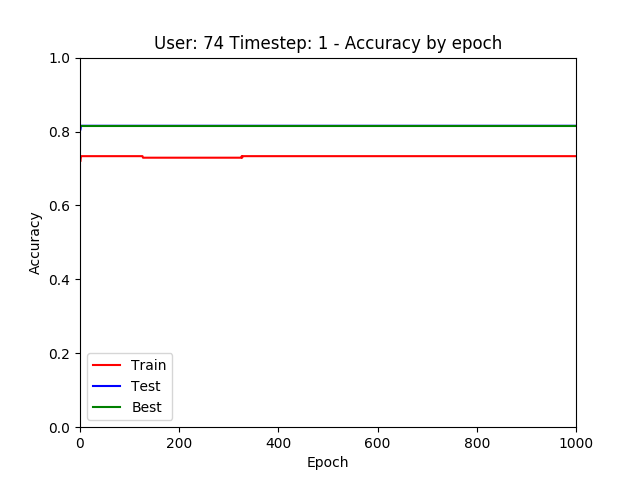 User: 74 Timestep: 1 - Accuracy by epoch
1.0
0.8
0.6
0.4
0.2
0.0
Accuracy
Train
Test
Best
0 200 400 600 800 1000
Epoch